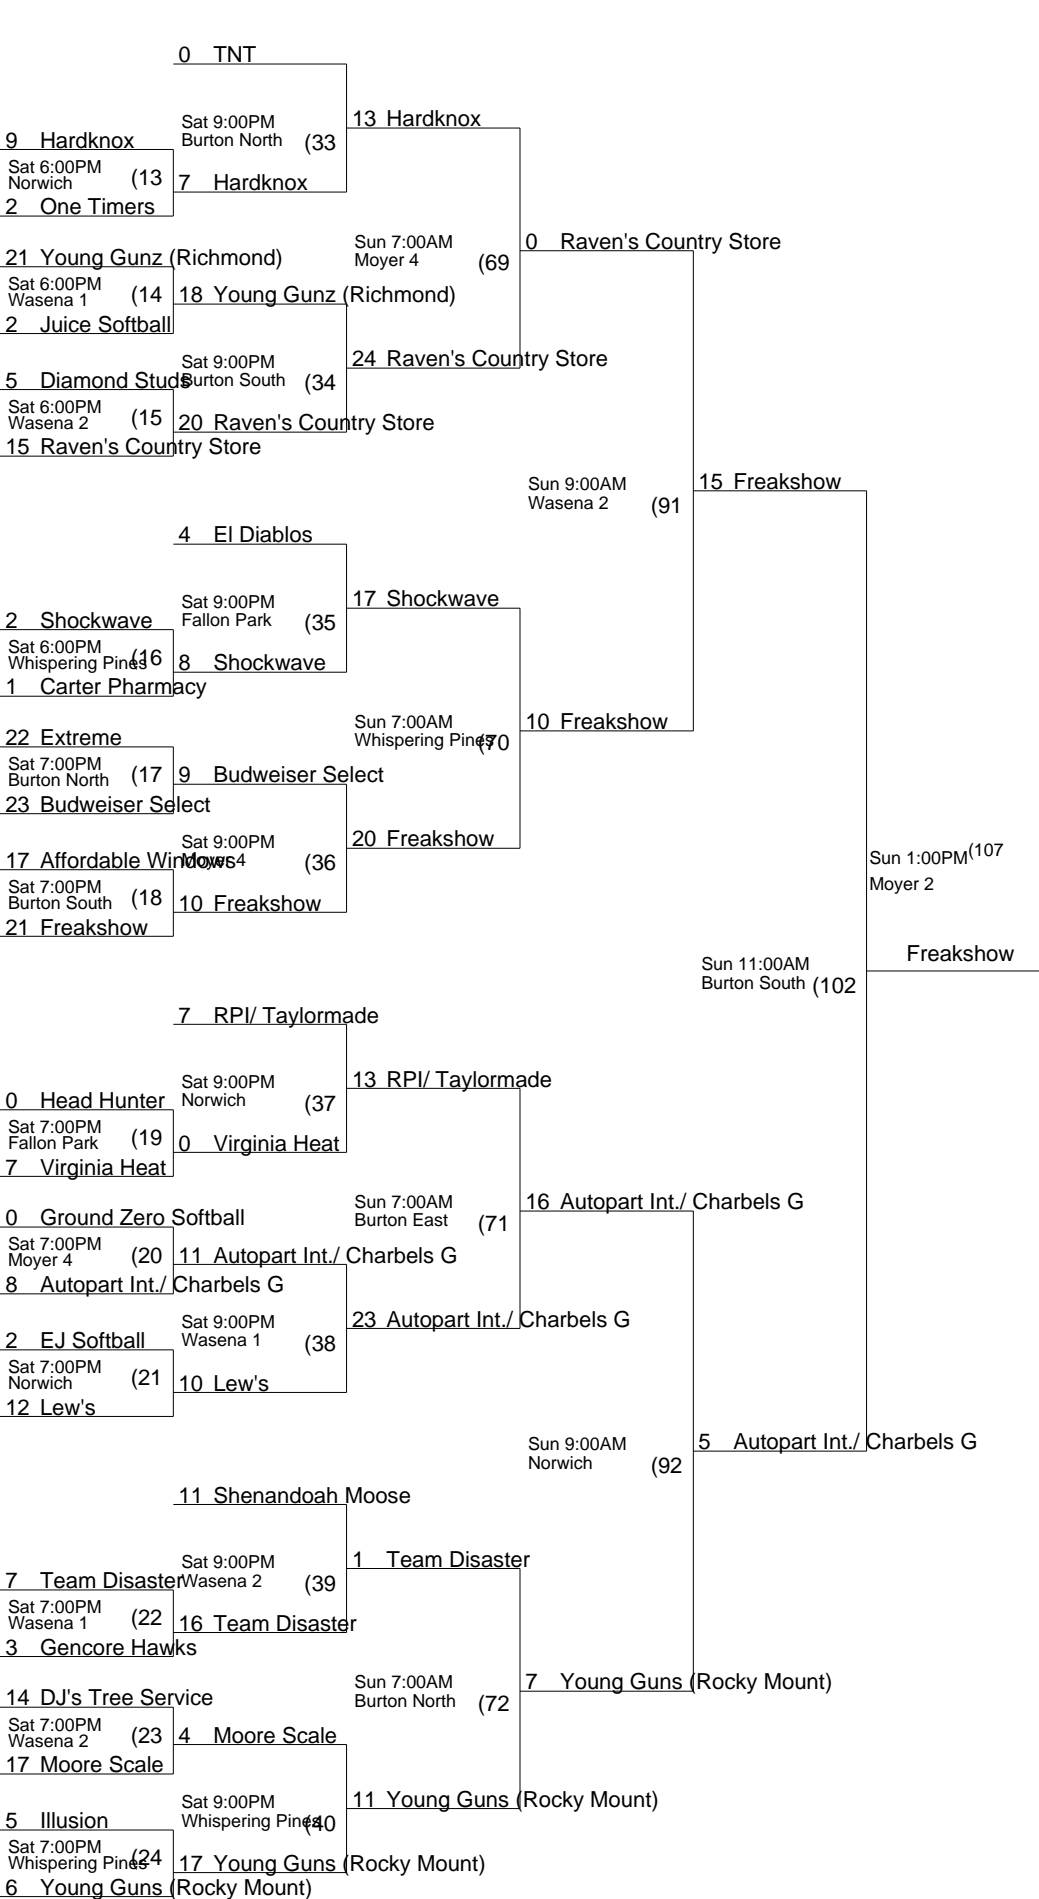 0 TNT
Sat 9:00PM
Burton North (33
13 Hardknox
9 Hardknox
Sat 6:00PM
Norwich (13
7 Hardknox
2 One Timers
Sun 7:00AM
Moyer 4 (69
0 Raven's Country Store
21 Young Gunz (Richmond)
Sat 6:00PM
Wasena 1 (14
18 Young Gunz (Richmond)
2 Juice Softball
Sat 9:00PM
Burton South (34
24 Raven's Country Store
5 Diamond Studs
Sat 6:00PM
Wasena 2 (15
20 Raven's Country Store
15 Raven's Country Store
Sun 9:00AM
Wasena 2 (91
15 Freakshow
4 El Diablos
Sat 9:00PM
Fallon Park (35
17 Shockwave
2 Shockwave
Sat 6:00PM
Whispering Pines (16
8 Shockwave
1 Carter Pharmacy
Sun 7:00AM
Whispering Pines (70
10 Freakshow
22 Extreme
Sat 7:00PM
Burton North (17
9 Budweiser Select
23 Budweiser Select
Sat 9:00PM
Moyer 4 (36
20 Freakshow
17 Affordable Windows
Sat 7:00PM
Burton South (18
10 Freakshow
21 Freakshow
Sun 1:00PM (107
Moyer 2
Freakshow
Sun 11:00AM
Burton South (102
7 RPI/ Taylormade
Sat 9:00PM
Norwich (37
13 RPI/ Taylormade
0 Head Hunter
Sat 7:00PM
Fallon Park (19
0 Virginia Heat
7 Virginia Heat
Sun 7:00AM
Burton East (71
16 Autopart Int./ Charbels G
0 Ground Zero Softball
Sat 7:00PM
Moyer 4 (20
11 Autopart Int./ Charbels G
8 Autopart Int./ Charbels G
Sat 9:00PM
Wasena 1 (38
23 Autopart Int./ Charbels G
2 EJ Softball
Sat 7:00PM
Norwich (21
10 Lew's
12 Lew's
Sun 9:00AM
Norwich (92
5 Autopart Int./ Charbels G
11 Shenandoah Moose
Sat 9:00PM
Wasena 2 (39
1 Team Disaster
7 Team Disaster
Sat 7:00PM
Wasena 1 (22
16 Team Disaster
3 Gencore Hawks
Sun 7:00AM
Burton North (72
7 Young Guns (Rocky Mount)
14 DJ's Tree Service
Sat 7:00PM
Wasena 2 (23
4 Moore Scale
17 Moore Scale
Sat 9:00PM
Whispering Pines (40
11 Young Guns (Rocky Mount)
5 Illusion
Sat 7:00PM
Whispering Pines (24
17 Young Guns (Rocky Mount)
6 Young Guns (Rocky Mount)